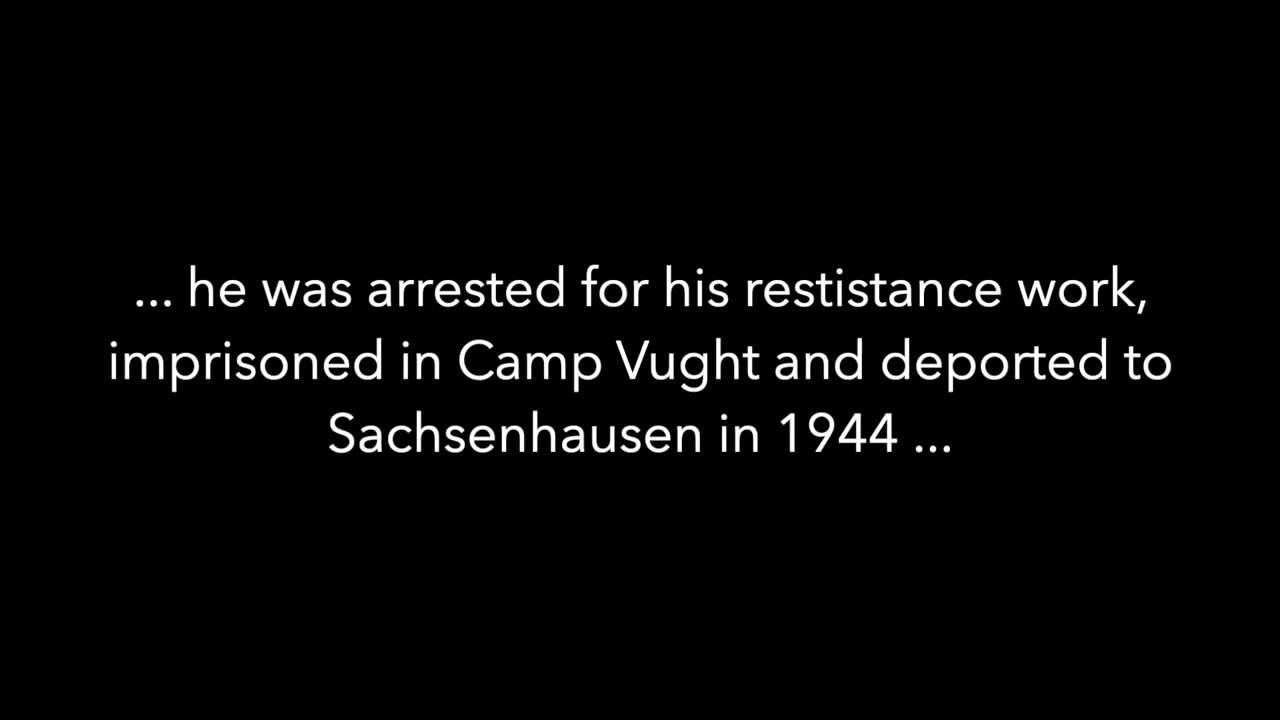 ... he was arrested for his restistance work,
imprisoned in Camp Vught and deported to
Sachsenhausen in 1944 ...